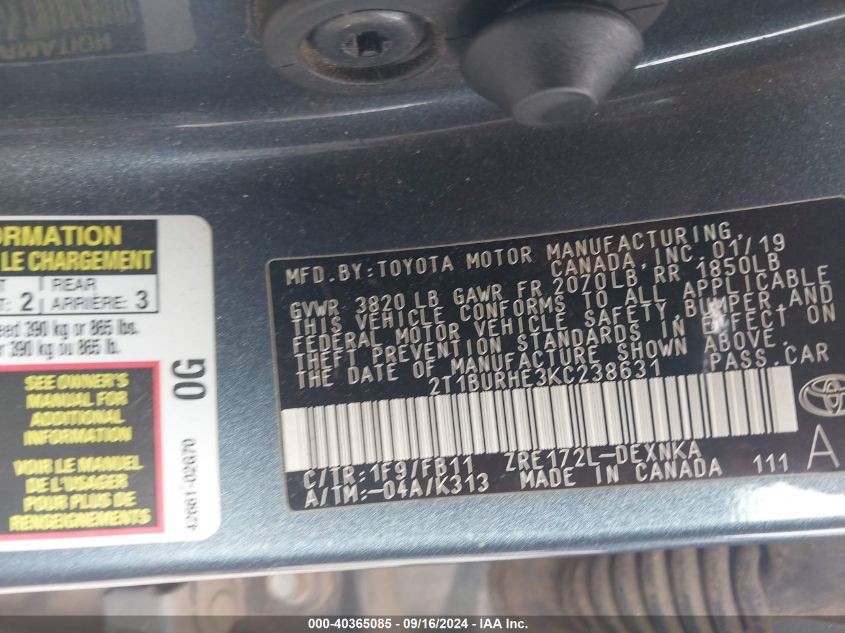 ORMATION
LE CHARGEMENT
REAR
2 ARRIÈRE: 3
390 kg or 865 lbs.
390 kg ou 865 lb.
SEE OWNER'S
MANUAL FOR
ADDITIONAL
INFORMATION
VOIR LE MANUEL
DE L'USAGER
POUR PLUS DE
RENSEIGNEMENTS
0G
42661-02G70
MFD. BY: TOYOTA MOTOR MANUFACTURING,
CANADA, INC. 01/19
GVWR 3820 LB GAWR FR 2070LB RR 1850LB
THIS VEHICLE CONFORMS TO ALL APPLICABLE
FEDERAL MOTOR VEHICLE SAFETY, BUMPER, AND
THEFT PREVENTION STANDARDS IN EFFECT ON
THE DATE OF MANUFACTURE SHOWN ABOVE.
2T1BURHE3KC238631 PASS. CAR
C/TR: 1F9/FB11 ZRE172L-DEXNKA
A/TM: -04A/K313 MADE IN CANADA 111
A
000-40365085 - 09/16/2024 - IAA Inc.